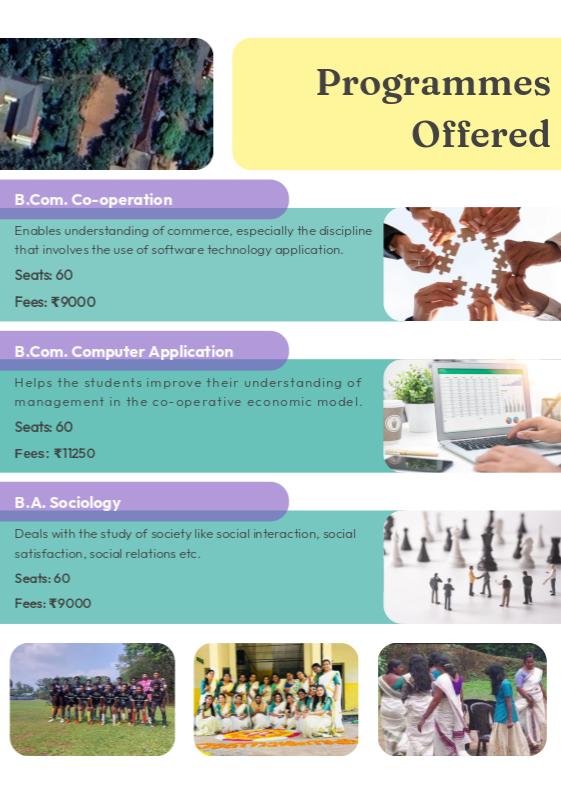 Programmes
Offered
B.Com. Co-operation
Enables understanding of commerce, especially the discipline
that involves the use of software technology application.
Seats: 60
Fees: ₹9000
B.Com. Computer Application
Helps the students improve their understanding of
management in the co-operative economic model.
Seats: 60
Fees: ₹11250
B.A. Sociology
Deals with the study of society like social interaction, social
satisfaction, social relations etc.
Seats: 60
Fees: ₹9000